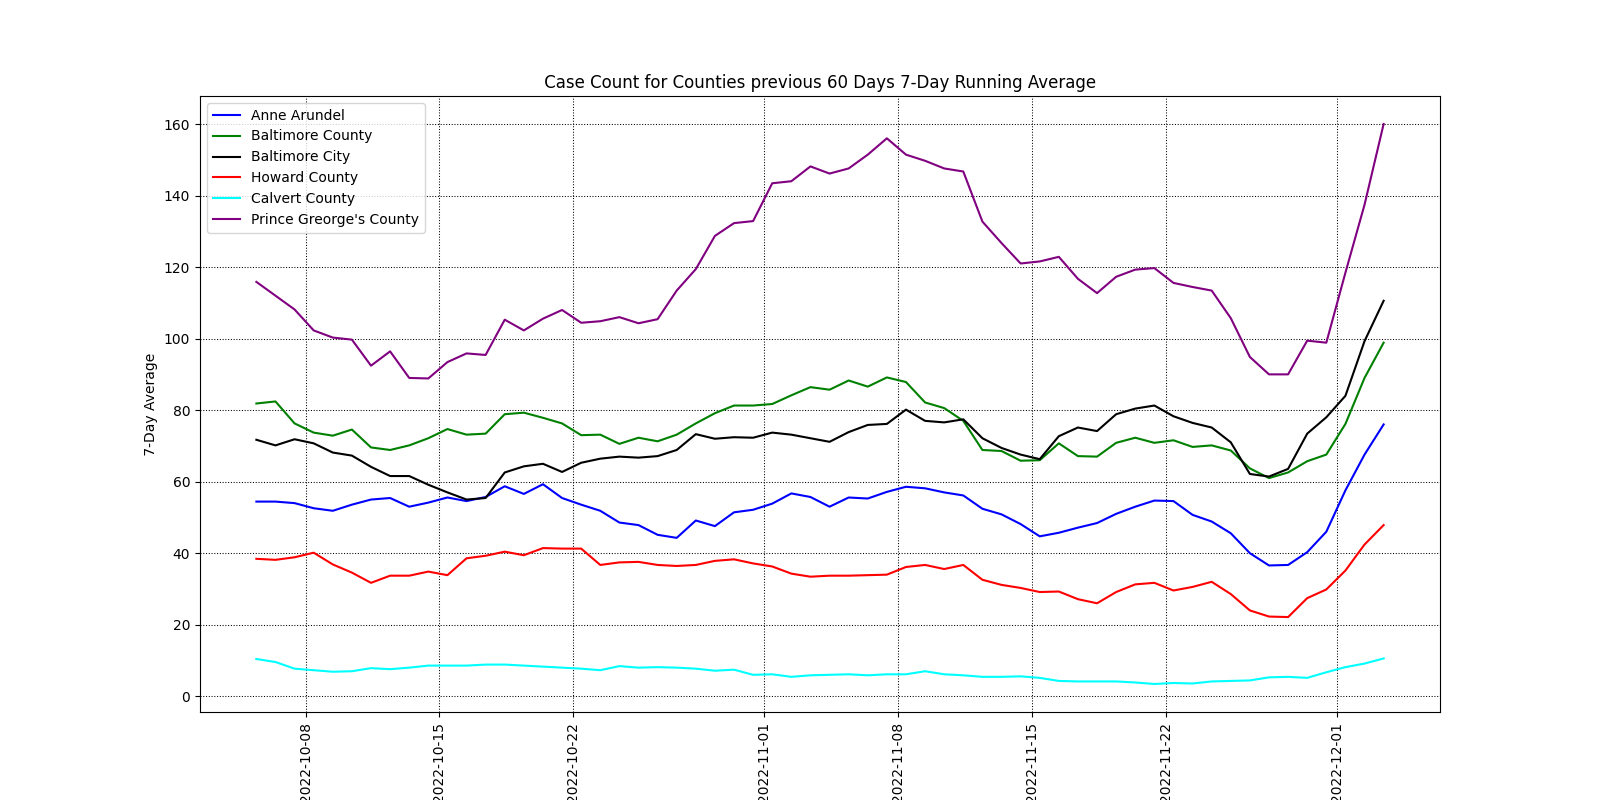 Case Count for Counties previous 60 Days 7-Day Running Average
Anne Arundel
Baltimore County
Baltimore City
Howard County
Calvert County
Prince Greorge's County
7-Day Average
160
140
120
100
80
60
40
20
0
2022-10-08
2022-10-15
2022-10-22
2022-11-01
2022-11-08
2022-11-15
2022-11-22
2022-12-01